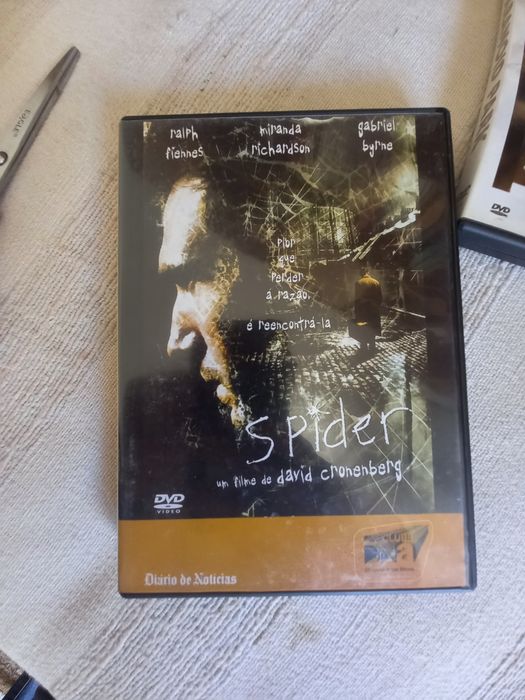 EAGLE
ralph fiennes
miranda richardson
gabriel byrne
pior
que
perder
a razão,
é reencontrá-la
spider
um filme de david cronenberg
DVD
VIDEO
Diário de Notícias
DVD